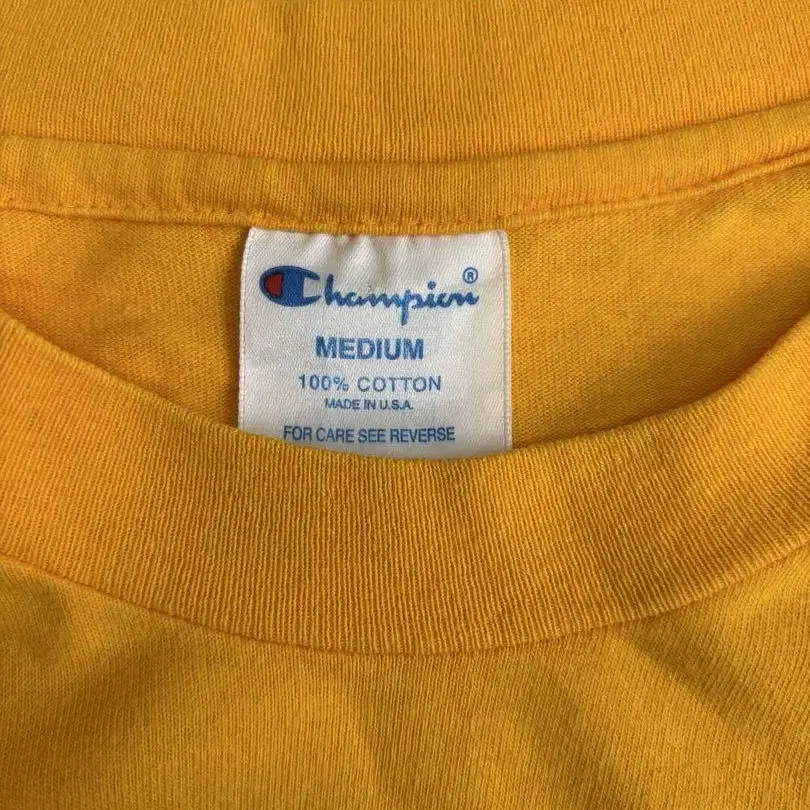 Champion®
MEDIUM
100% COTTON
MADE IN U.S.A.
FOR CARE SEE REVERSE